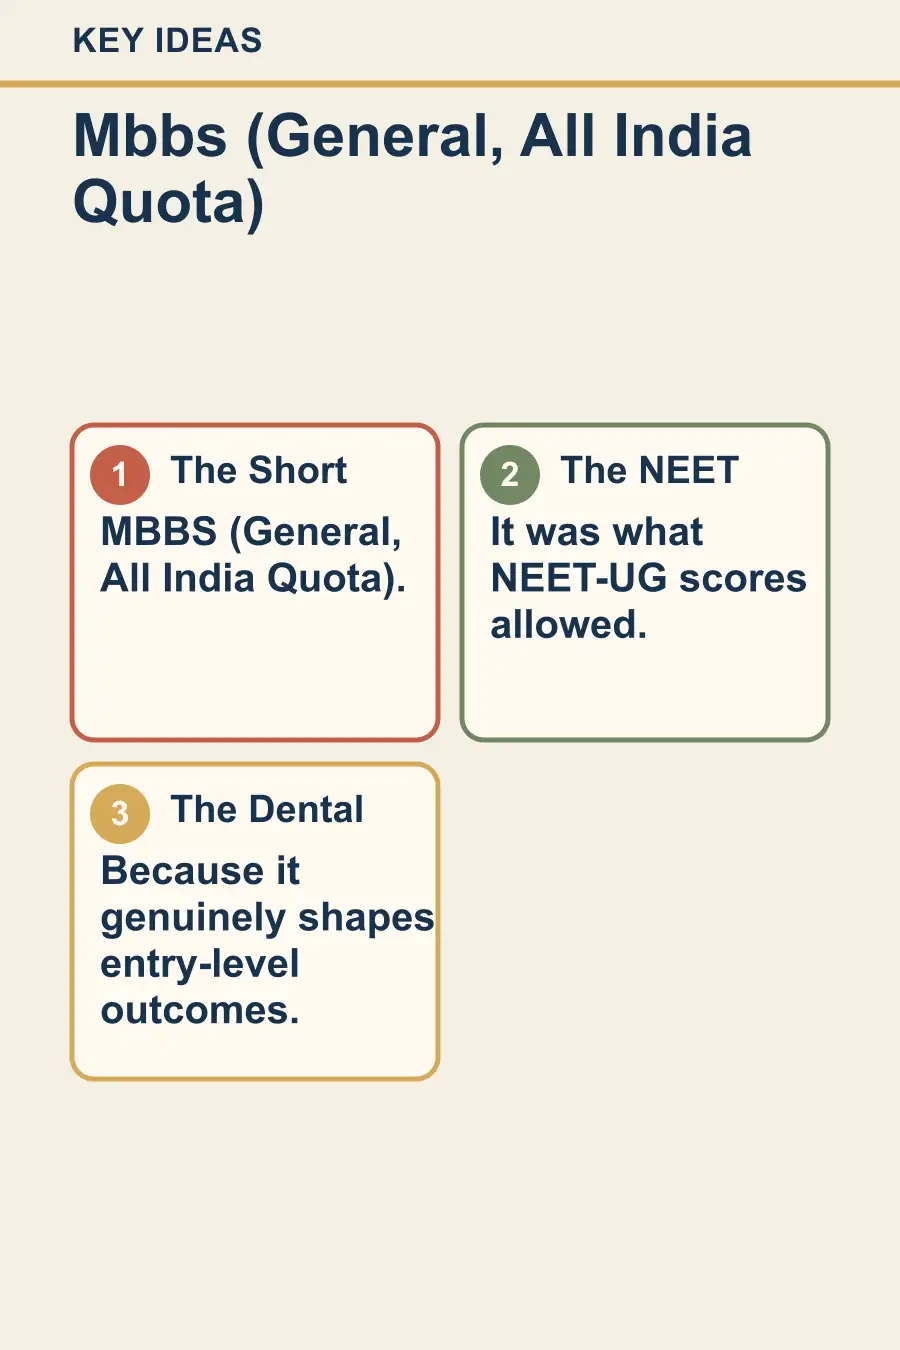 KEY IDEAS
Mbbs (General, All India
Quota)
1 The Short
MBBS (General,
All India Quota).
2 The NEET
It was what
NEET-UG scores
allowed.
3 The Dental
Because it
genuinely shapes
entry-level
outcomes.